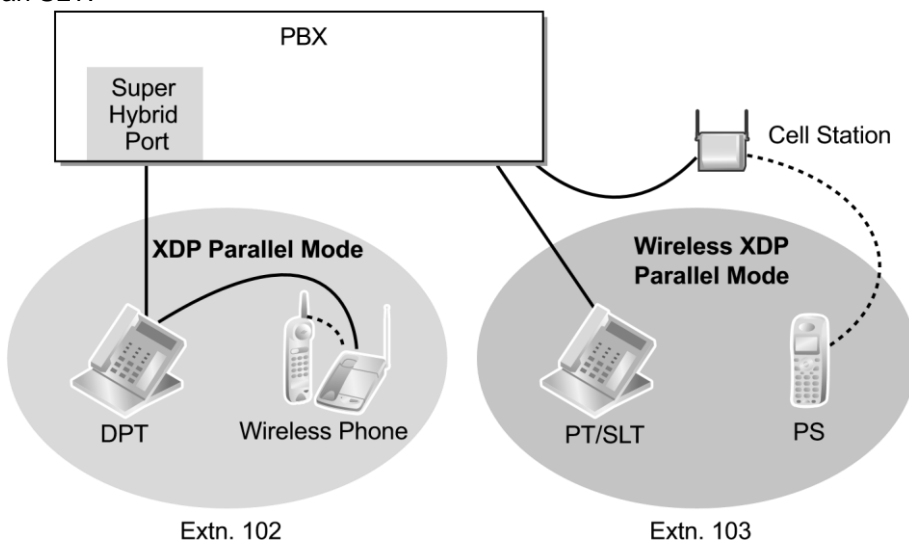 PBX
Super
Hybrid
Port
Cell Station
XDP Parallel Mode
Wireless XDP
Parallel Mode
DPT
Wireless Phone
PT/SLT
PS
Extn. 102
Extn. 103